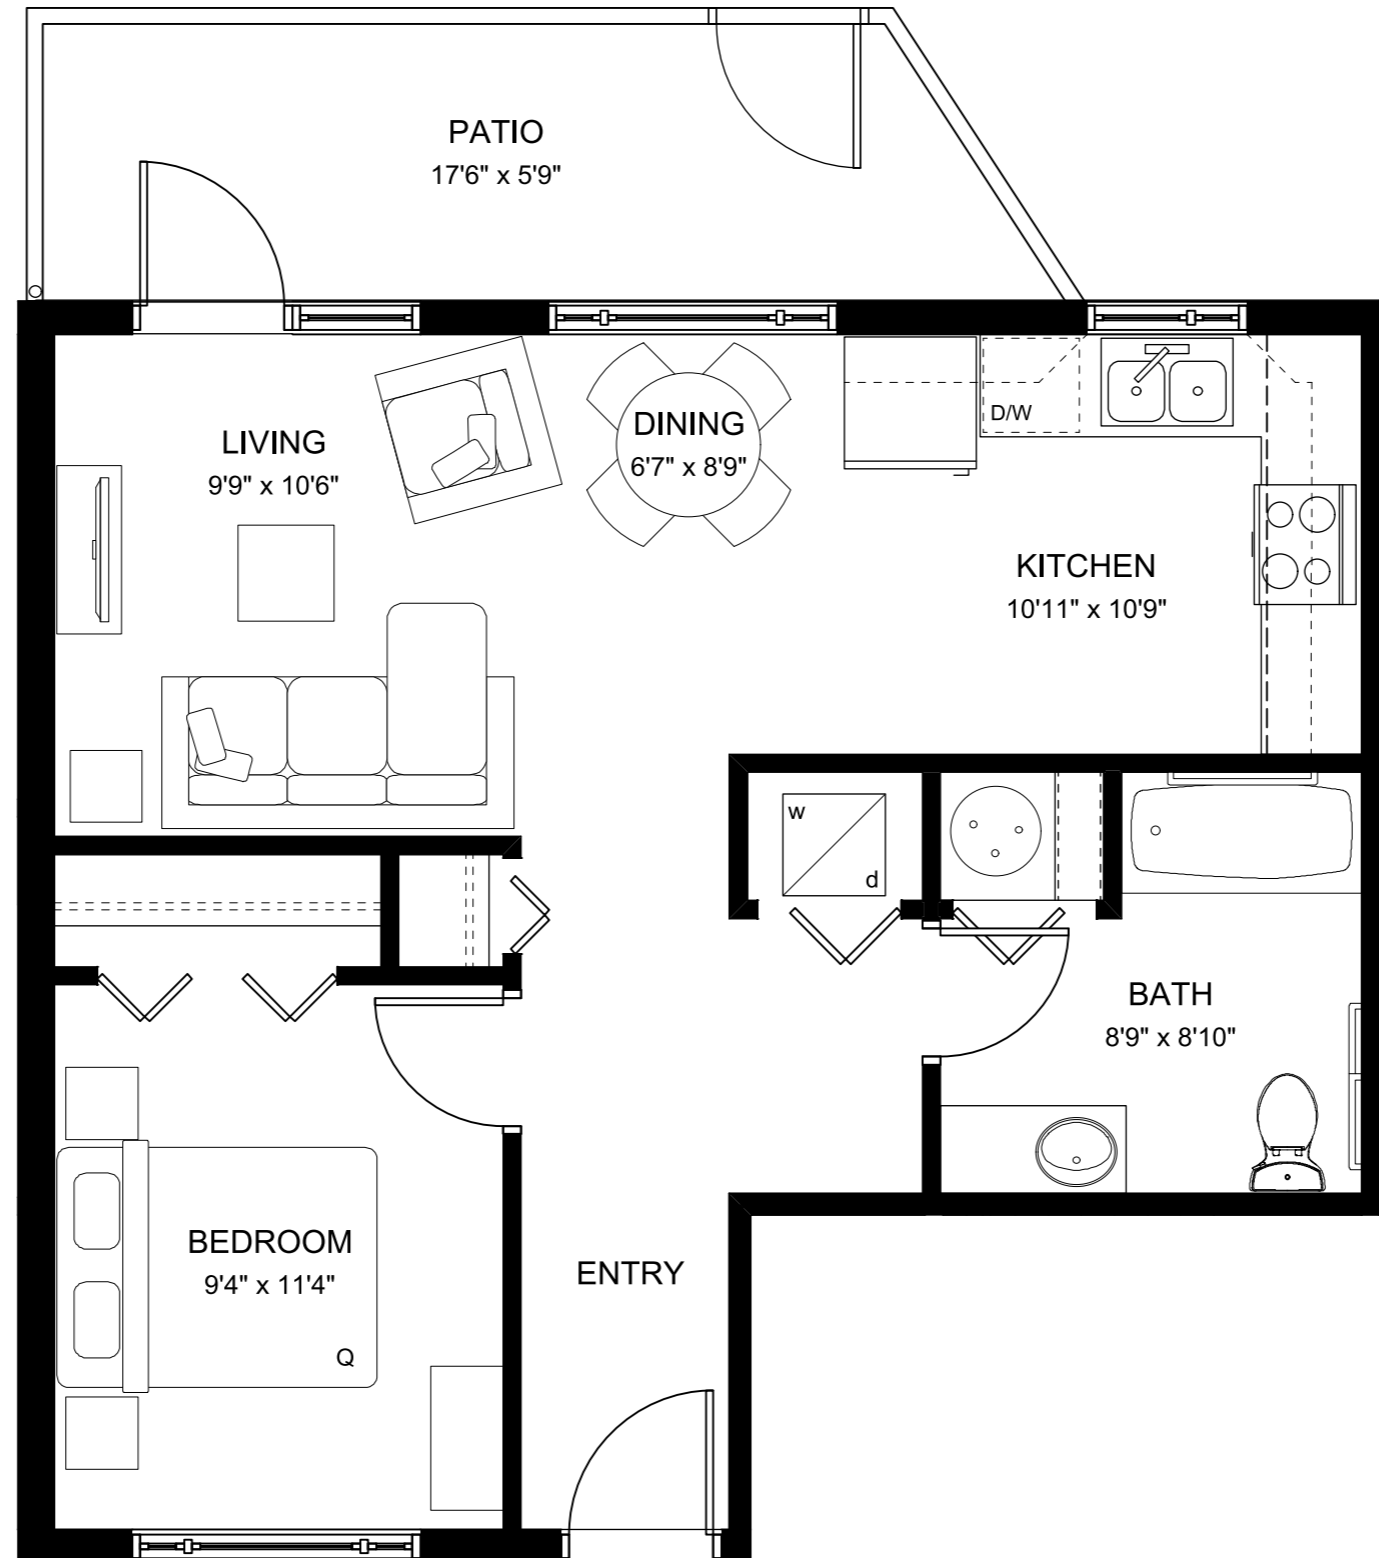 PATIO
17'6" x 5'9"
LIVING
9'9" x 10'6"
DINING
6'7" x 8'9"
D/W
KITCHEN
10'11" x 10'9"
w
d
BATH
8'9" x 8'10"
BEDROOM
9'4" x 11'4"
Q
ENTRY